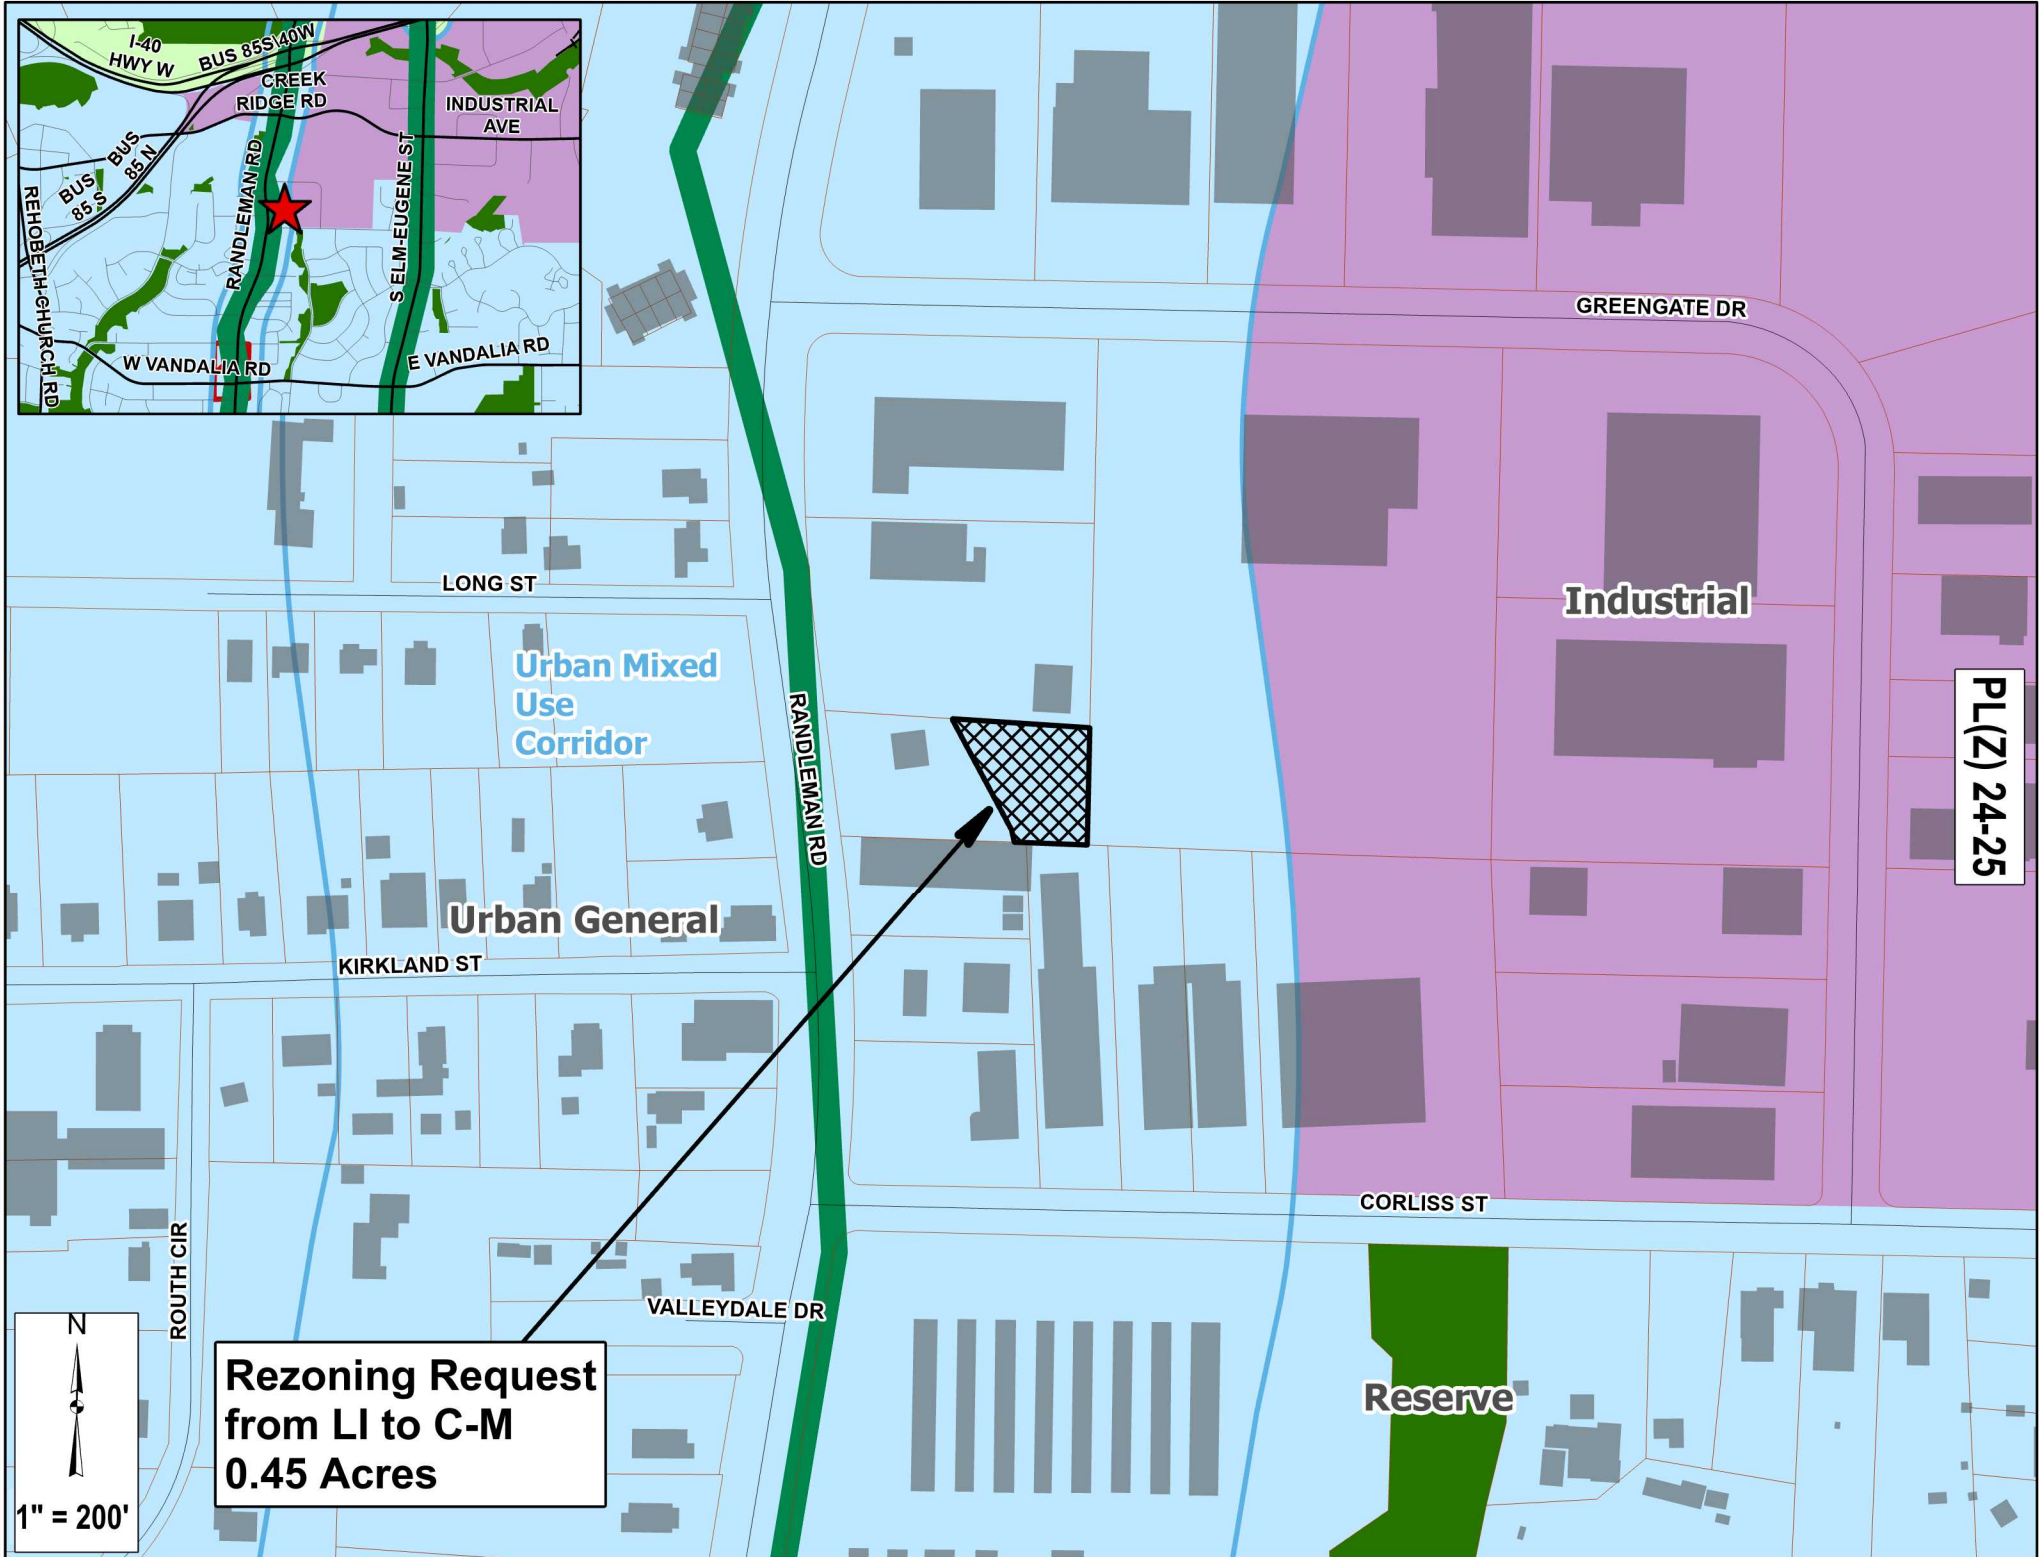 I-40
HWY W
BUS 85S\40W
CREEK
RIDGE RD
INDUSTRIAL
AVE
BUS
85 N
BUS
85 S
REHOBETH-CHURCH RD
RANDLEMAN RD
S ELM-EUGENE ST
W VANDALIA RD
E VANDALIA RD
GREENGATE DR
LONG ST
Industrial
Urban Mixed
Use
Corridor
RANDLEMAN RD
PL(Z) 24-25
Urban General
KIRKLAND ST
CORLISS ST
ROUTH CIR
VALLEYDALE DR
Reserve
N
1" = 200'
Rezoning Request
from LI to C-M
0.45 Acres